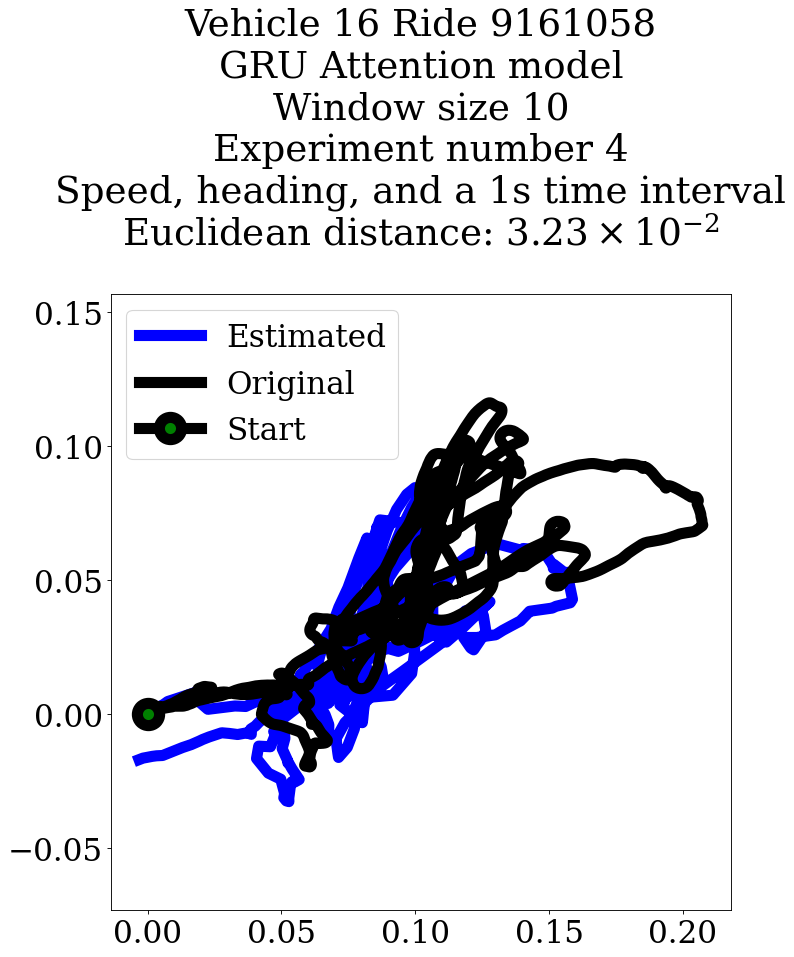 Vehicle 16 Ride 9161058
GRU Attention model
Window size 10
Experiment number 4
Speed, heading, and a 1s time interval
Euclidean distance: 3.23 × 10⁻²
0.15
0.10
0.05
0.00
−0.05
Estimated
Original
Start
0.00 0.05 0.10 0.15 0.20